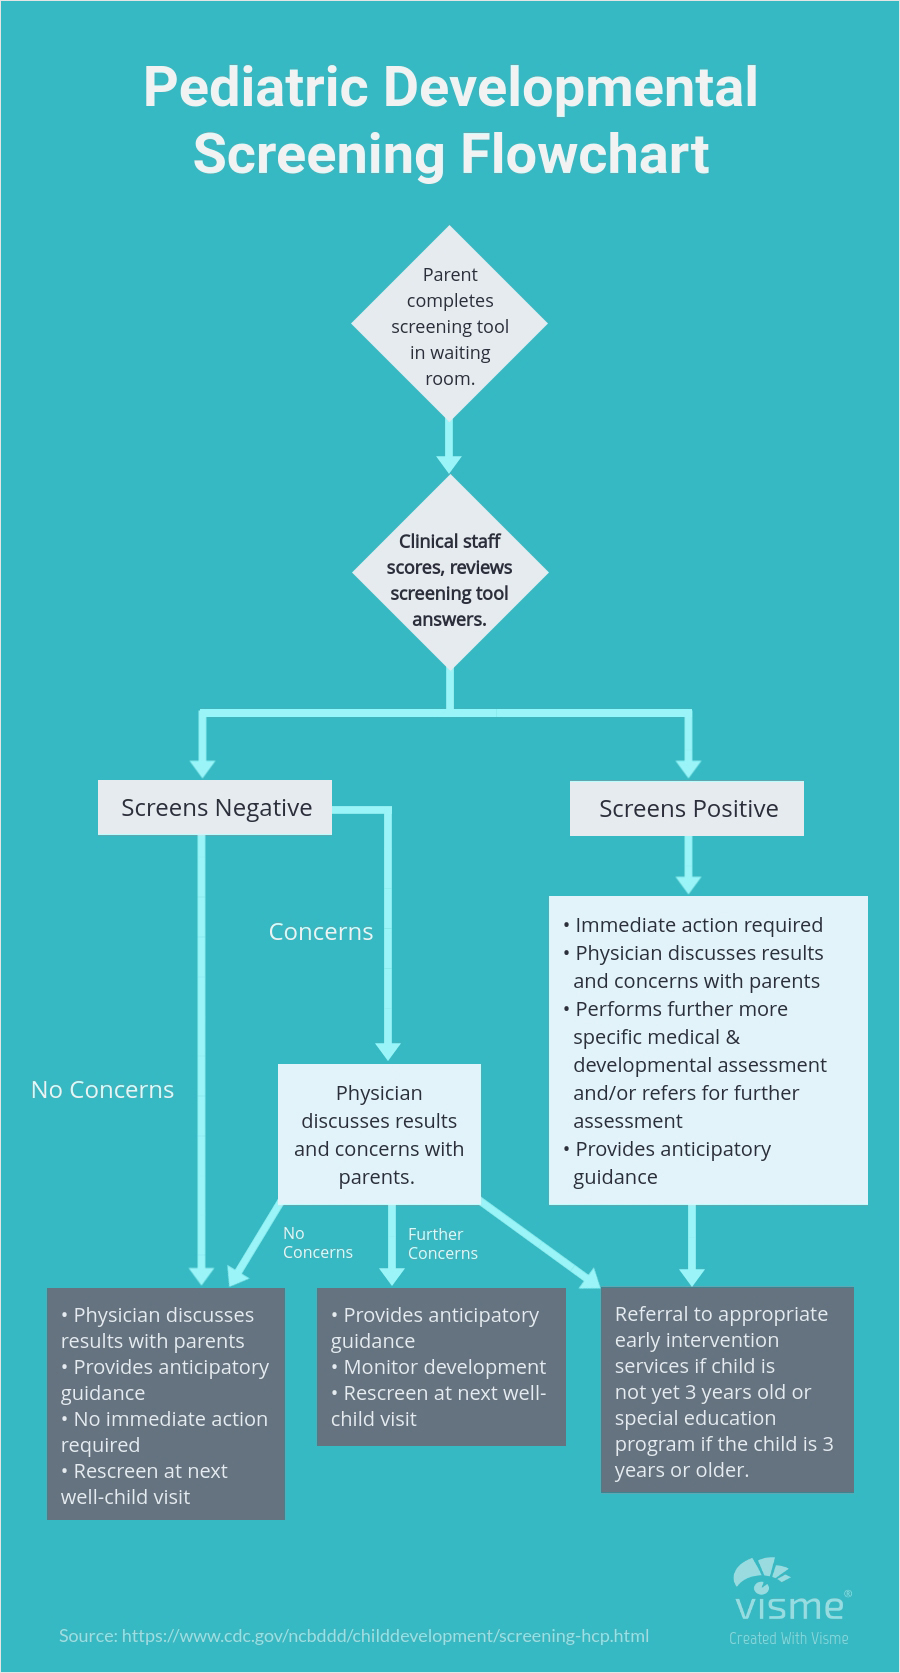 Pediatric Developmental
Screening Flowchart
Parent
completes
screening tool
in waiting
room.
Clinical staff
scores, reviews
screening tool
answers.
Screens Negative
Screens Positive
Concerns
No Concerns
• Immediate action required
• Physician discusses results
and concerns with parents
• Performs further more
specific medical &
developmental assessment
and/or refers for further
assessment
• Provides anticipatory
guidance
Physician
discusses results
and concerns with
parents.
No
Concerns
Further
Concerns
• Physician discusses
results with parents
• Provides anticipatory
guidance
• No immediate action
required
• Rescreen at next
well-child visit
• Provides anticipatory
guidance
• Monitor development
• Rescreen at next well-
child visit
Referral to appropriate
early intervention
services if child is
not yet 3 years old or
special education
program if the child is 3
years or older.
visme®
Created With Visme
Source: https://www.cdc.gov/ncbddd/childdevelopment/screening-hcp.html